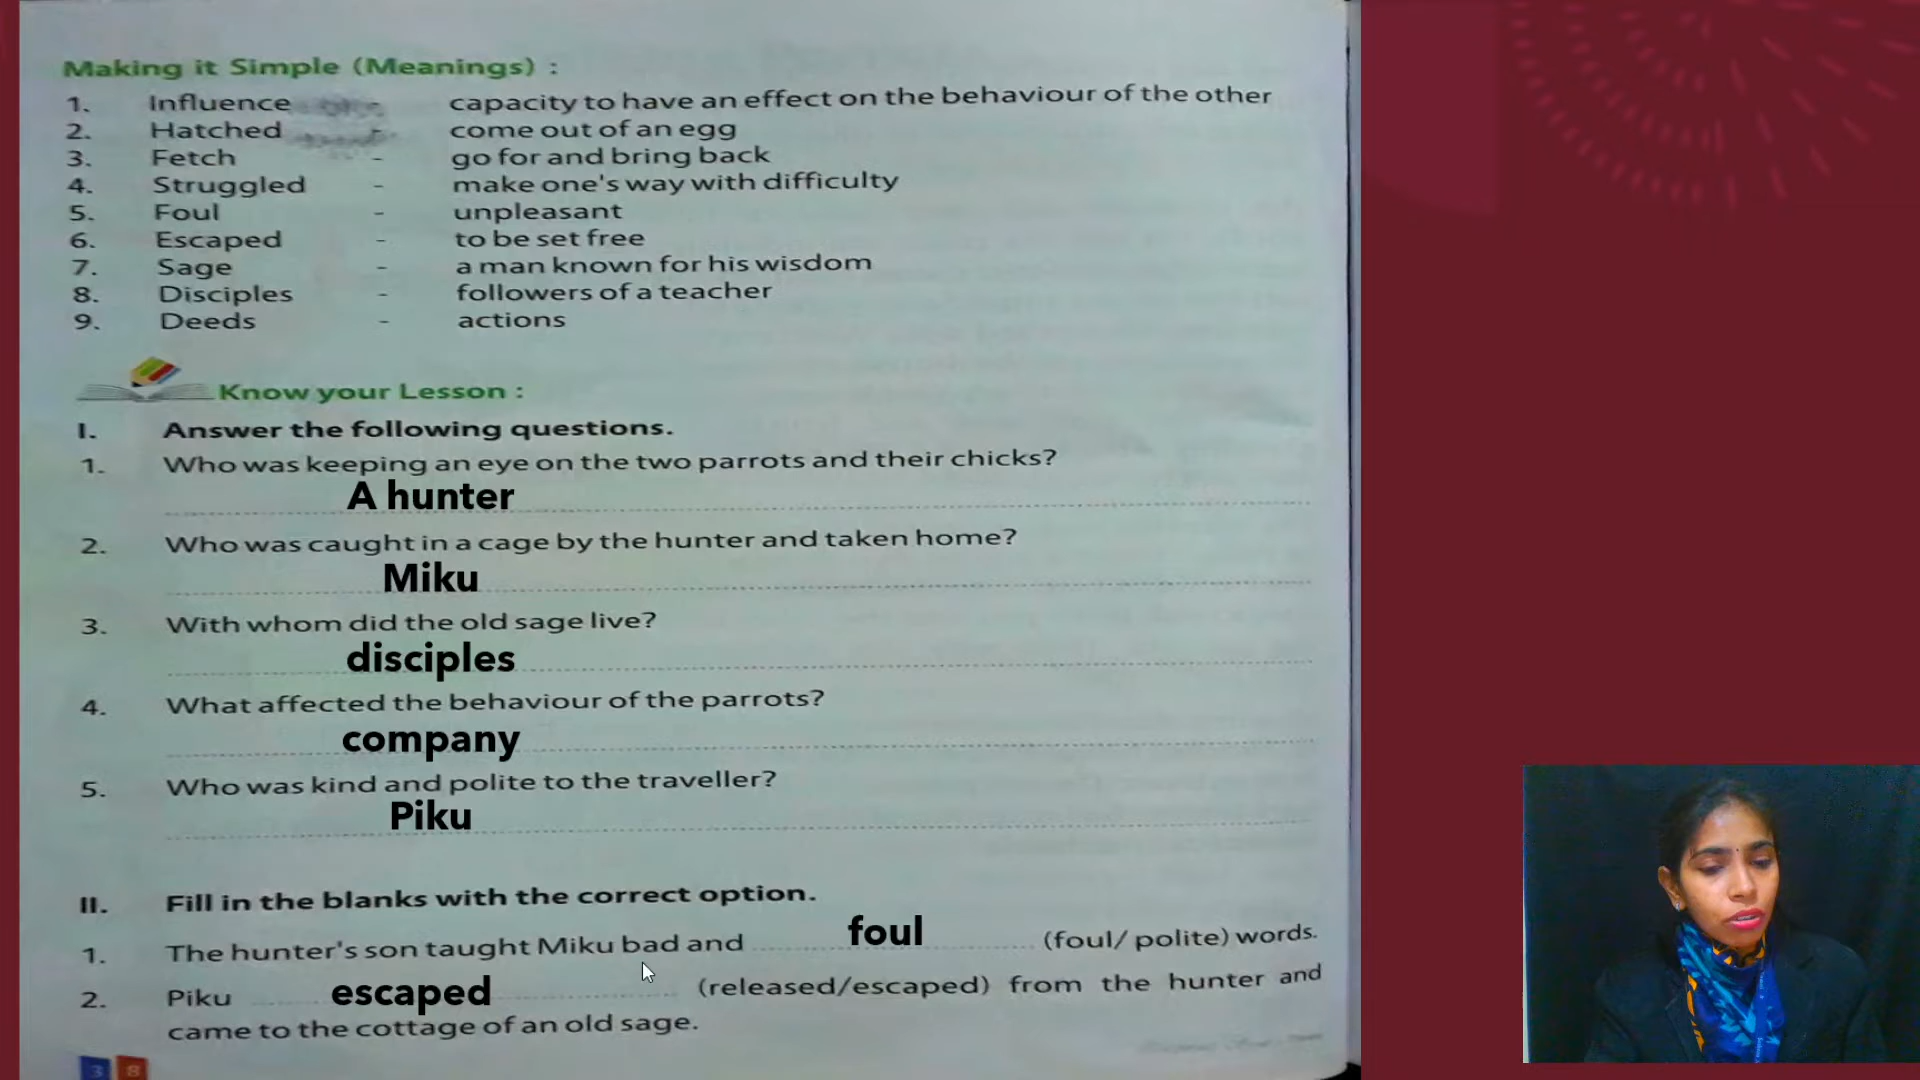 Making it Simple (Meanings) :
1. Influence - capacity to have an effect on the behaviour of the other
2. Hatched - come out of an egg
3. Fetch - go for and bring back
4. Struggled - make one's way with difficulty
5. Foul - unpleasant
6. Escaped - to be set free
7. Sage - a man known for his wisdom
8. Disciples - followers of a teacher
9. Deeds - actions
Know your Lesson :
I. Answer the following questions.
1. Who was keeping an eye on the two parrots and their chicks?
A hunter
2. Who was caught in a cage by the hunter and taken home?
Miku
3. With whom did the old sage live?
disciples
4. What affected the behaviour of the parrots?
company
5. Who was kind and polite to the traveller?
Piku
II. Fill in the blanks with the correct option.
1. The hunter's son taught Miku bad and foul (foul/ polite) words.
2. Piku escaped (released/escaped) from the hunter and
came to the cottage of an old sage.
3 8